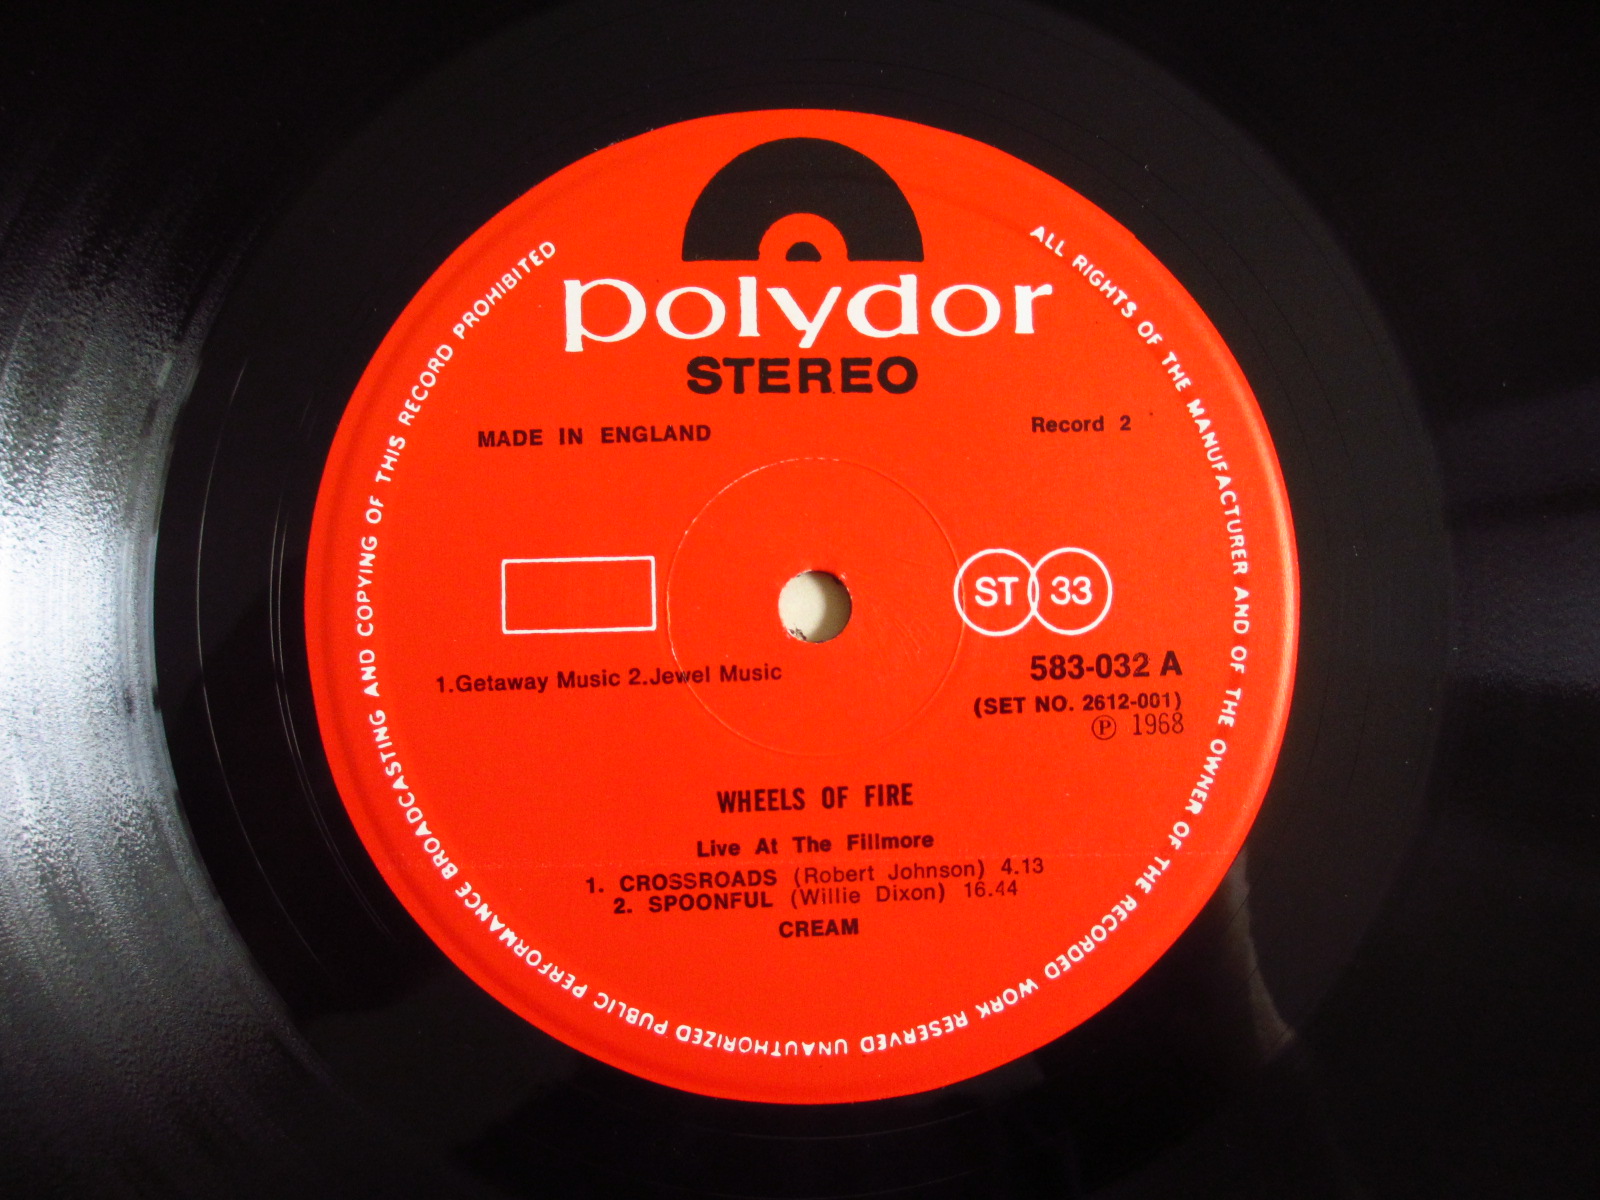 polydor
STEREO
MADE IN ENGLAND
Record 2
ST 33
583-032 A
(SET NO. 2612-001)
℗ 1968
1.Getaway Music 2.Jewel Music
WHEELS OF FIRE
Live At The Fillmore
1. CROSSROADS (Robert Johnson) 4.13
2. SPOONFUL (Willie Dixon) 16.44
CREAM
ALL RIGHTS OF THE MANUFACTURER AND OF THE OWNER OF THE RECORDED WORK RESERVED UNAUTHORIZED PUBLIC PERFORMANCE BROADCASTING AND COPYING OF THIS RECORD PROHIBITED